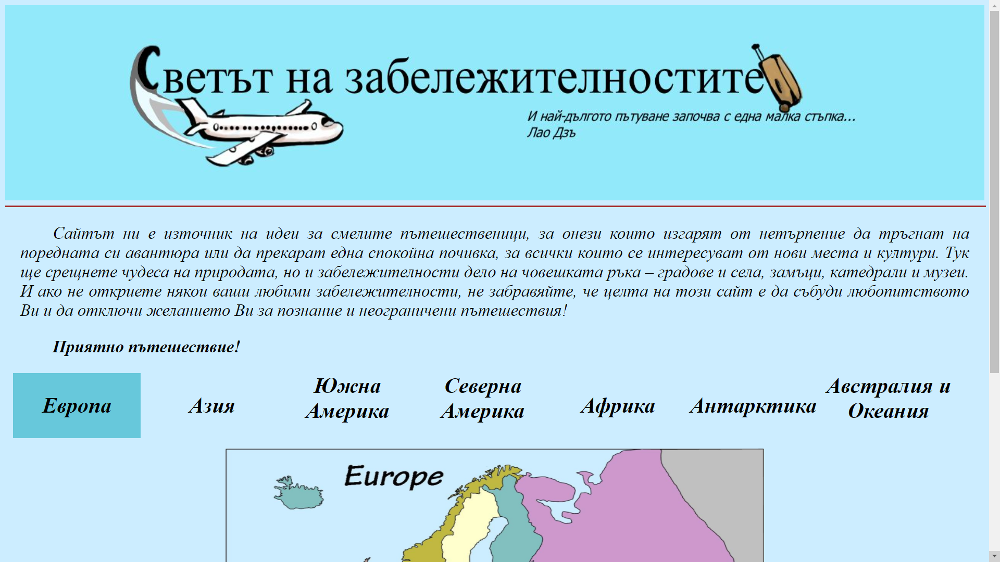 Светът на забележителностите
И най-дългото пътуване започва с една малка стъпка...
Лао Дзъ
Сайтът ни е източник на идеи за смелите пътешественици, за онези които изгарят от нетърпение да тръгнат на
поредната си авантюра или да прекарат една спокойна почивка, за всички които се интересуват от нови места и култури. Тук
ще срещнете чудеса на природата, но и забележителности дело на човешката ръка – градове и села, замъци, катедрали и музеи.
И ако не откриете някои ваши любими забележителности, не забравяйте, че целта на този сайт е да събуди любопитството
Ви и да отключи желанието Ви за познание и неограничени пътешествия!
Приятно пътешествие!
Европа
Азия
Южна
Америка
Северна
Америка
Африка
Антарктика
Австралия и
Океания
Europe